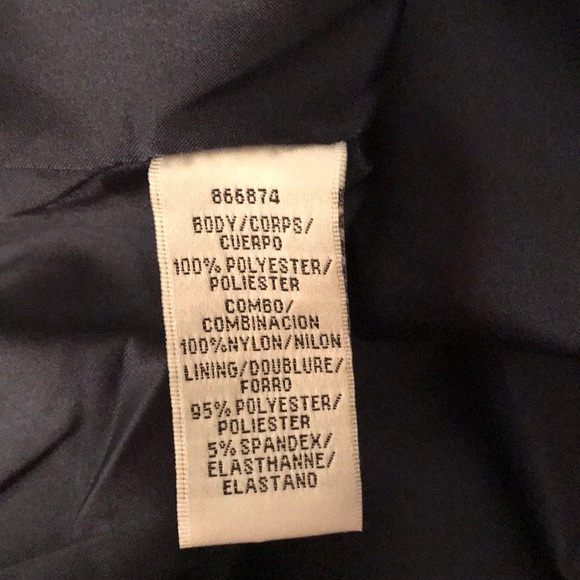 866874
BODY/CORPS/
CUERPO
100% POLYESTER/
POLIESTER
COMBO/
COMBINACION
100%NYLON/NILON
LINING/DOUBLURE/
FORRO
95% POLYESTER/
POLIESTER
5% SPANDEX/
ELASTHANNE/
ELASTANO